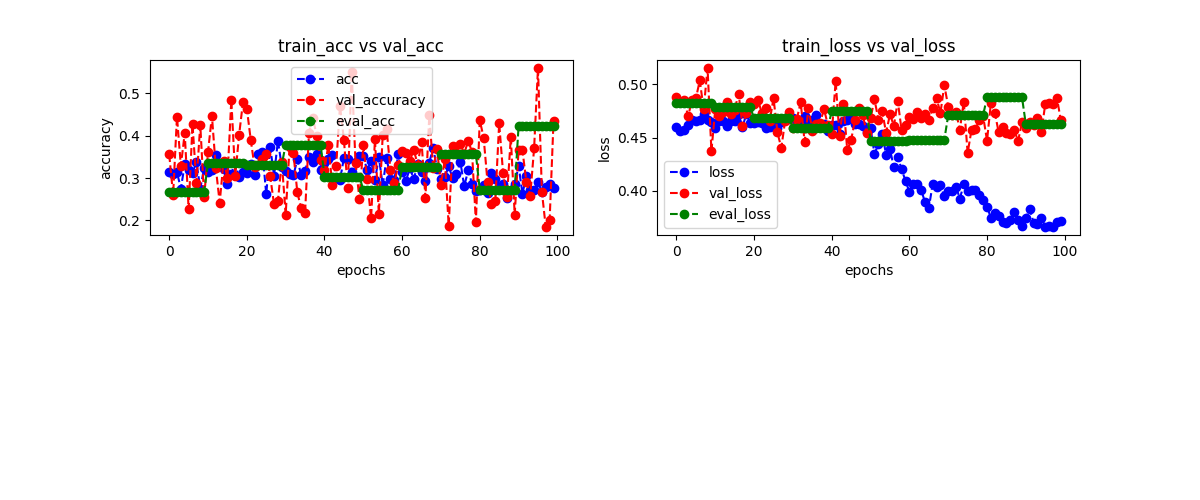 train_acc vs val_acc
accuracy
0.5
0.4
0.3
0.2
acc
val_accuracy
eval_acc
0
20
40
60
80
100
epochs
train_loss vs val_loss
loss
0.50
0.45
0.40
loss
val_loss
eval_loss
0
20
40
60
80
100
epochs